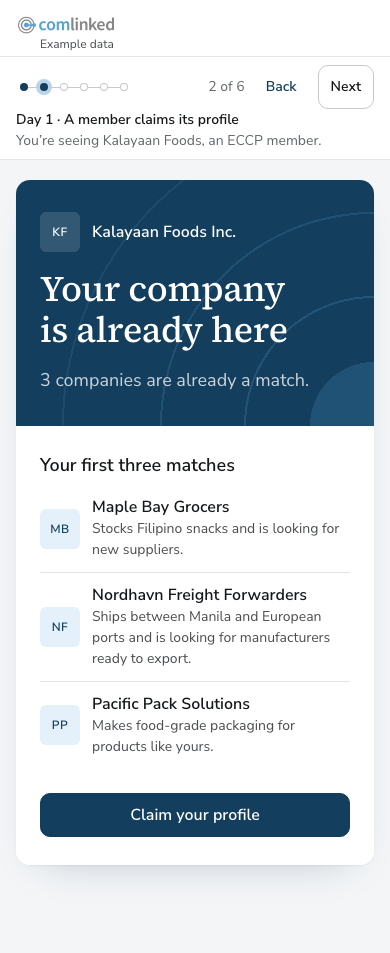 comlinked
Example data
2 of 6
Back
Next
Day 1 · A member claims its profile
You’re seeing Kalayaan Foods, an ECCP member.
KF
Kalayaan Foods Inc.
Your company
is already here
3 companies are already a match.
Your first three matches
MB
Maple Bay Grocers
Stocks Filipino snacks and is looking for
new suppliers.
NF
Nordhavn Freight Forwarders
Ships between Manila and European
ports and is looking for manufacturers
ready to export.
PP
Pacific Pack Solutions
Makes food-grade packaging for
products like yours.
Claim your profile